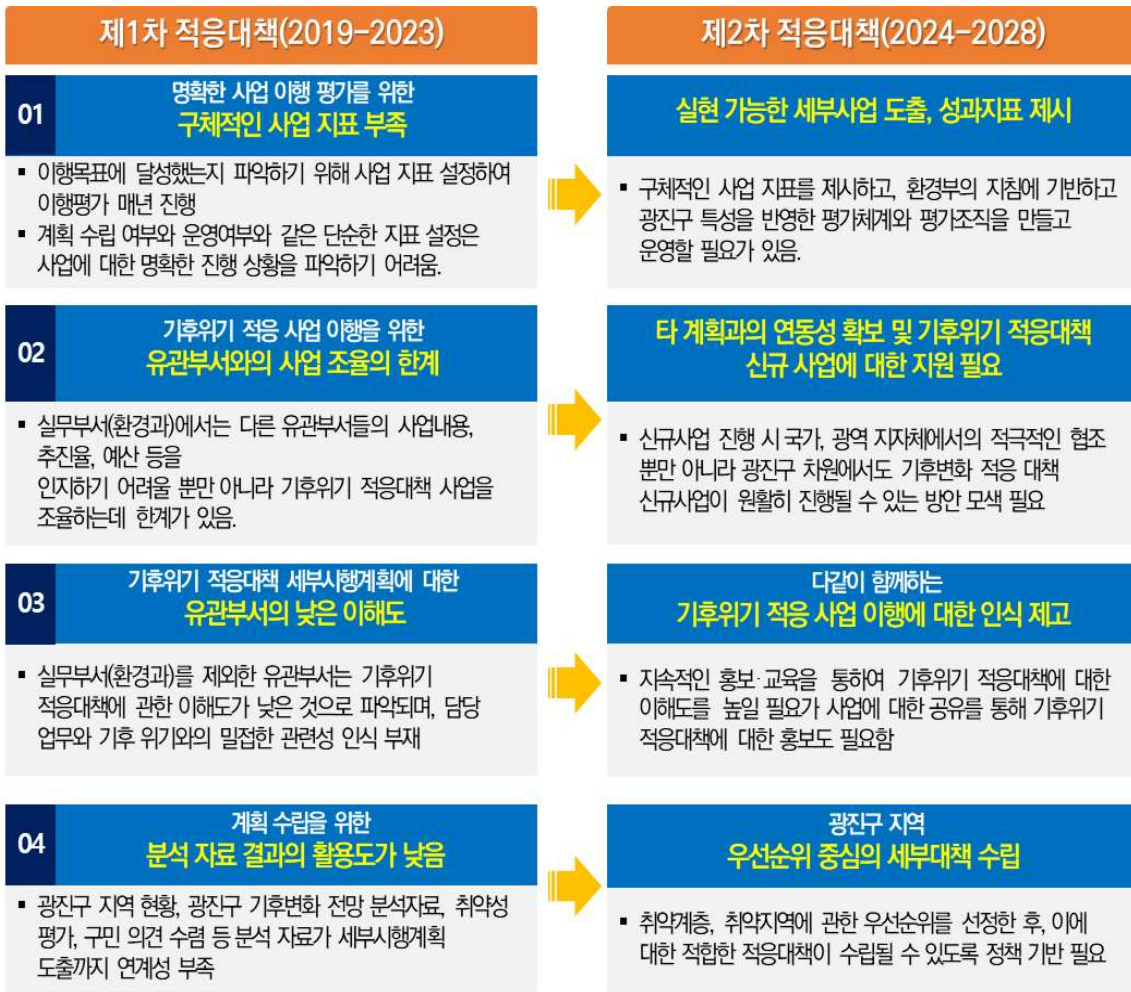 제1차 적응대책(2019-2023)
제2차 적응대책(2024-2028)
01
명확한 사업 이행 평가를 위한
구체적인 사업 지표 부족
실현 가능한 세부사업 도출, 성과지표 제시
▪ 이행목표에 달성했는지 파악하기 위해 사업 지표 설정하여
이행평가 매년 진행
▪ 계획 수립 여부와 운영여부와 같은 단순한 지표 설정은
사업에 대한 명확한 진행 상황을 파악하기 어려움.
▪ 구체적인 사업 지표를 제시하고, 환경부의 지침에 기반하고
광진구 특성을 반영한 평가체계와 평가조직을 만들고
운영할 필요가 있음.
02
기후위기 적응 사업 이행을 위한
유관부서와의 사업 조율의 한계
타 계획과의 연동성 확보 및 기후위기 적응대책
신규 사업에 대한 지원 필요
▪ 실무부서(환경과)에서는 다른 유관부서들의 사업내용,
추진율, 예산 등을
인지하기 어려울 뿐만 아니라 기후위기 적응대책 사업을
조율하는데 한계가 있음.
▪ 신규사업 진행 시 국가, 광역 지자체에서의 적극적인 협조
뿐만 아니라 광진구 차원에서도 기후변화 적응 대책
신규사업이 원활히 진행될 수 있는 방안 모색 필요
03
기후위기 적응대책 세부시행계획에 대한
유관부서의 낮은 이해도
다같이 함께하는
기후위기 적응 사업 이행에 대한 인식 제고
▪ 실무부서(환경과)를 제외한 유관부서는 기후위기
적응대책에 관한 이해도가 낮은 것으로 파악되며, 담당
업무와 기후 위기와의 밀접한 관련성 인식 부재
▪ 지속적인 홍보·교육을 통하여 기후위기 적응대책에 대한
이해도를 높일 필요가 사업에 대한 공유를 통해 기후위기
적응대책에 대한 홍보도 필요함
04
계획 수립을 위한
분석 자료 결과의 활용도가 낮음
광진구 지역
우선순위 중심의 세부대책 수립
▪ 광진구 지역 현황, 광진구 기후변화 전망 분석자료, 취약성
평가, 구민 의견 수렴 등 분석 자료가 세부시행계획
도출까지 연계성 부족
▪ 취약계층, 취약지역에 관한 우선순위를 선정한 후, 이에
대한 적합한 적응대책이 수립될 수 있도록 정책 기반 필요